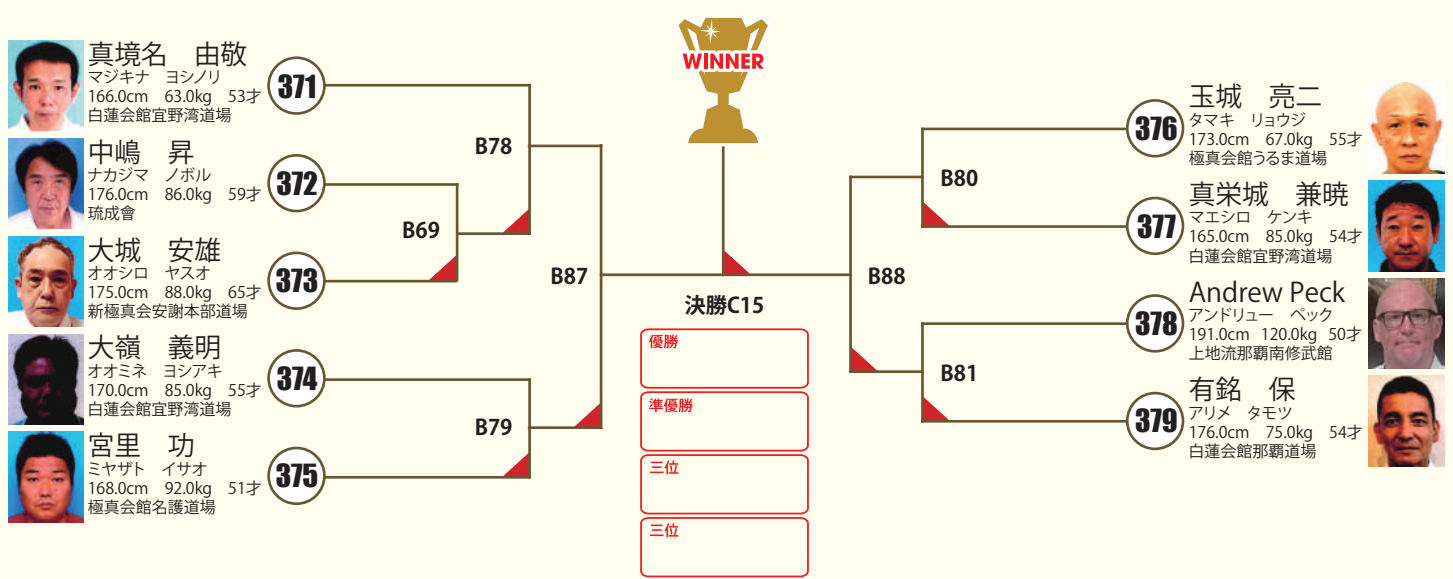 真境名　由敬
マジキナ　ヨシノリ
166.0cm　63.0kg　53才
白蓮会館宜野湾道場
371
中嶋　昇
ナカジマ　ノボル
176.0cm　86.0kg　59才
琉成會
372
大城　安雄
オオシロ　ヤスオ
175.0cm　88.0kg　65才
新極真会安謝本部道場
373
大嶺　義明
オオミネ　ヨシアキ
170.0cm　85.0kg　55才
白蓮会館宜野湾道場
374
宮里　功
ミヤザト　イサオ
168.0cm　92.0kg　51才
極真会館名護道場
375
B78
B69
B87
B79
WINNER
決勝C15
優勝
準優勝
三位
三位
B80
B88
B81
376
玉城　亮二
タマキ　リョウジ
173.0cm　67.0kg　55才
極真会館うるま道場
377
真栄城　兼暁
マエシロ　ケンキ
165.0cm　85.0kg　54才
白蓮会館宜野湾道場
378
Andrew Peck
アンドリュー　ペック
191.0cm　120.0kg　50才
上地流那覇南修武館
379
有銘　保
アリメ　タモツ
176.0cm　75.0kg　54才
白蓮会館那覇道場